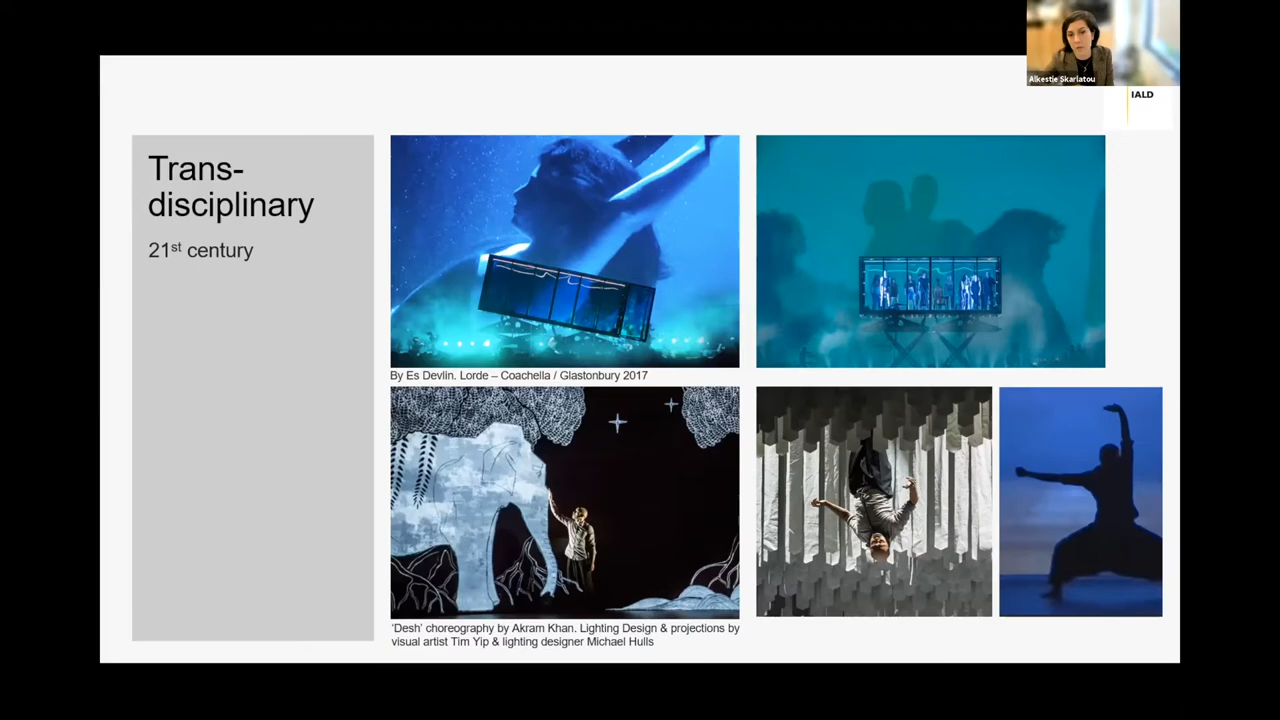 Alkestie Skarlatou
IALD
Trans-
disciplinary
21st century
By Es Devlin. Lorde – Coachella / Glastonbury 2017
'Desh' choreography by Akram Khan. Lighting Design & projections by
visual artist Tim Yip & lighting designer Michael Hulls